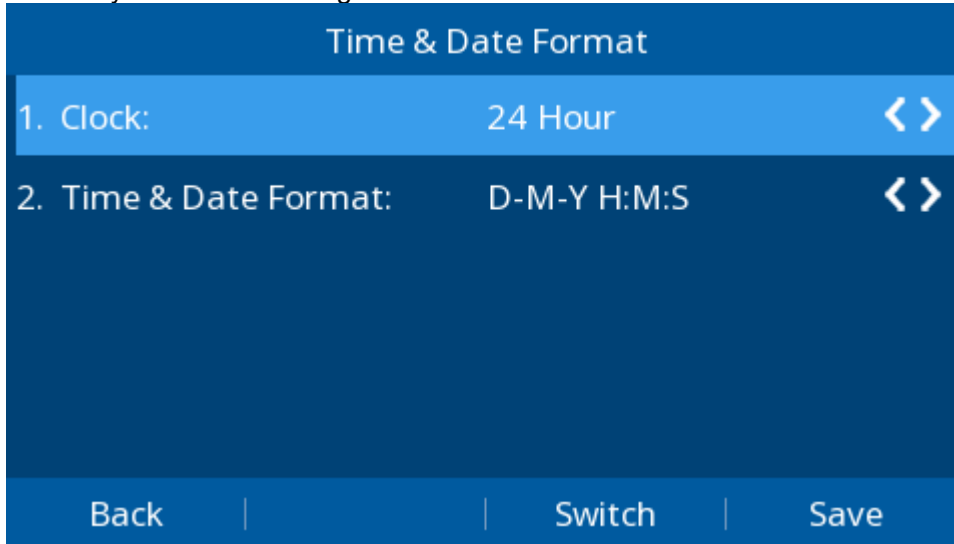 Time & Date Format
1. Clock: 24 Hour
2. Time & Date Format: D-M-Y H:M:S
Back Switch Save